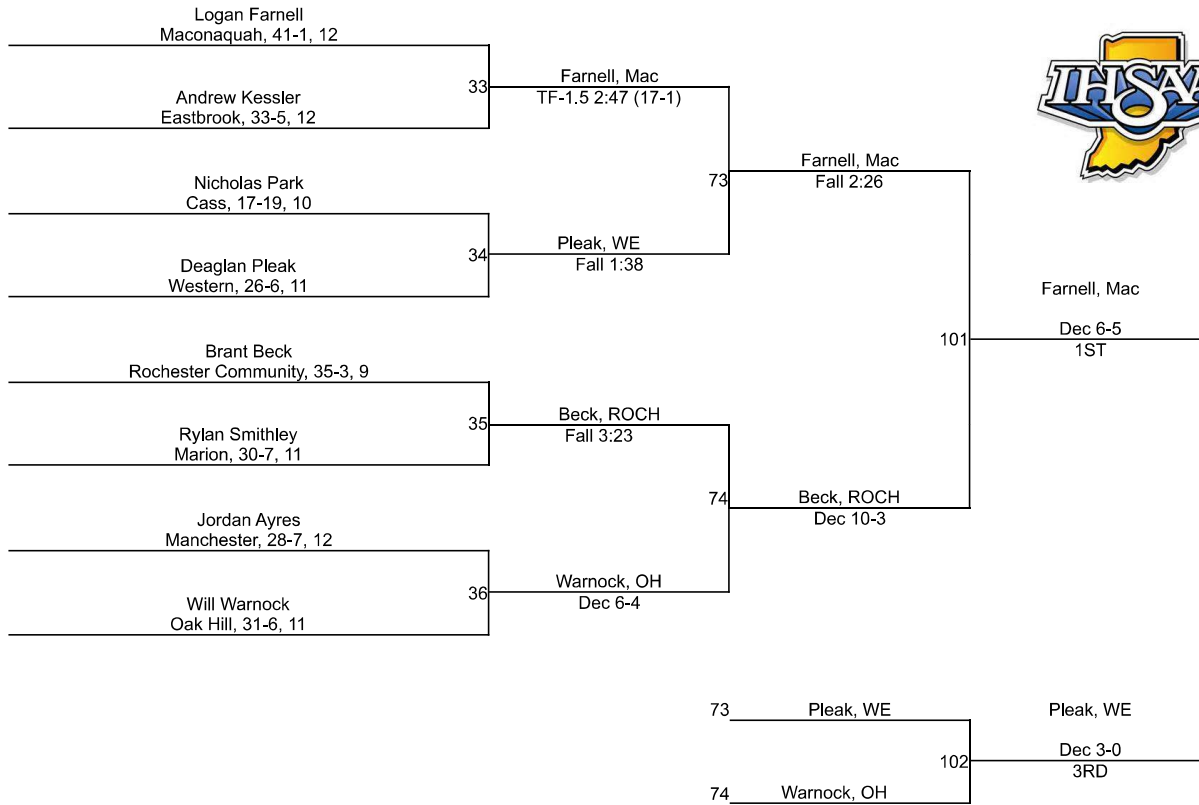 Logan Farnell
Maconaquah, 41-1, 12
Andrew Kessler
Eastbrook, 33-5, 12
33
Farnell, Mac
TF-1.5 2:47 (17-1)
Nicholas Park
Cass, 17-19, 10
Deaglan Pleak
Western, 26-6, 11
34
Pleak, WE
Fall 1:38
73
Farnell, Mac
Fall 2:26
Brant Beck
Rochester Community, 35-3, 9
Rylan Smithley
Marion, 30-7, 11
35
Beck, ROCH
Fall 3:23
Jordan Ayres
Manchester, 28-7, 12
Will Warnock
Oak Hill, 31-6, 11
36
Warnock, OH
Dec 6-4
74
Beck, ROCH
Dec 10-3
101
Farnell, Mac
Dec 6-5
1ST
IHSAA
73
Pleak, WE
74
Warnock, OH
102
Pleak, WE
Dec 3-0
3RD